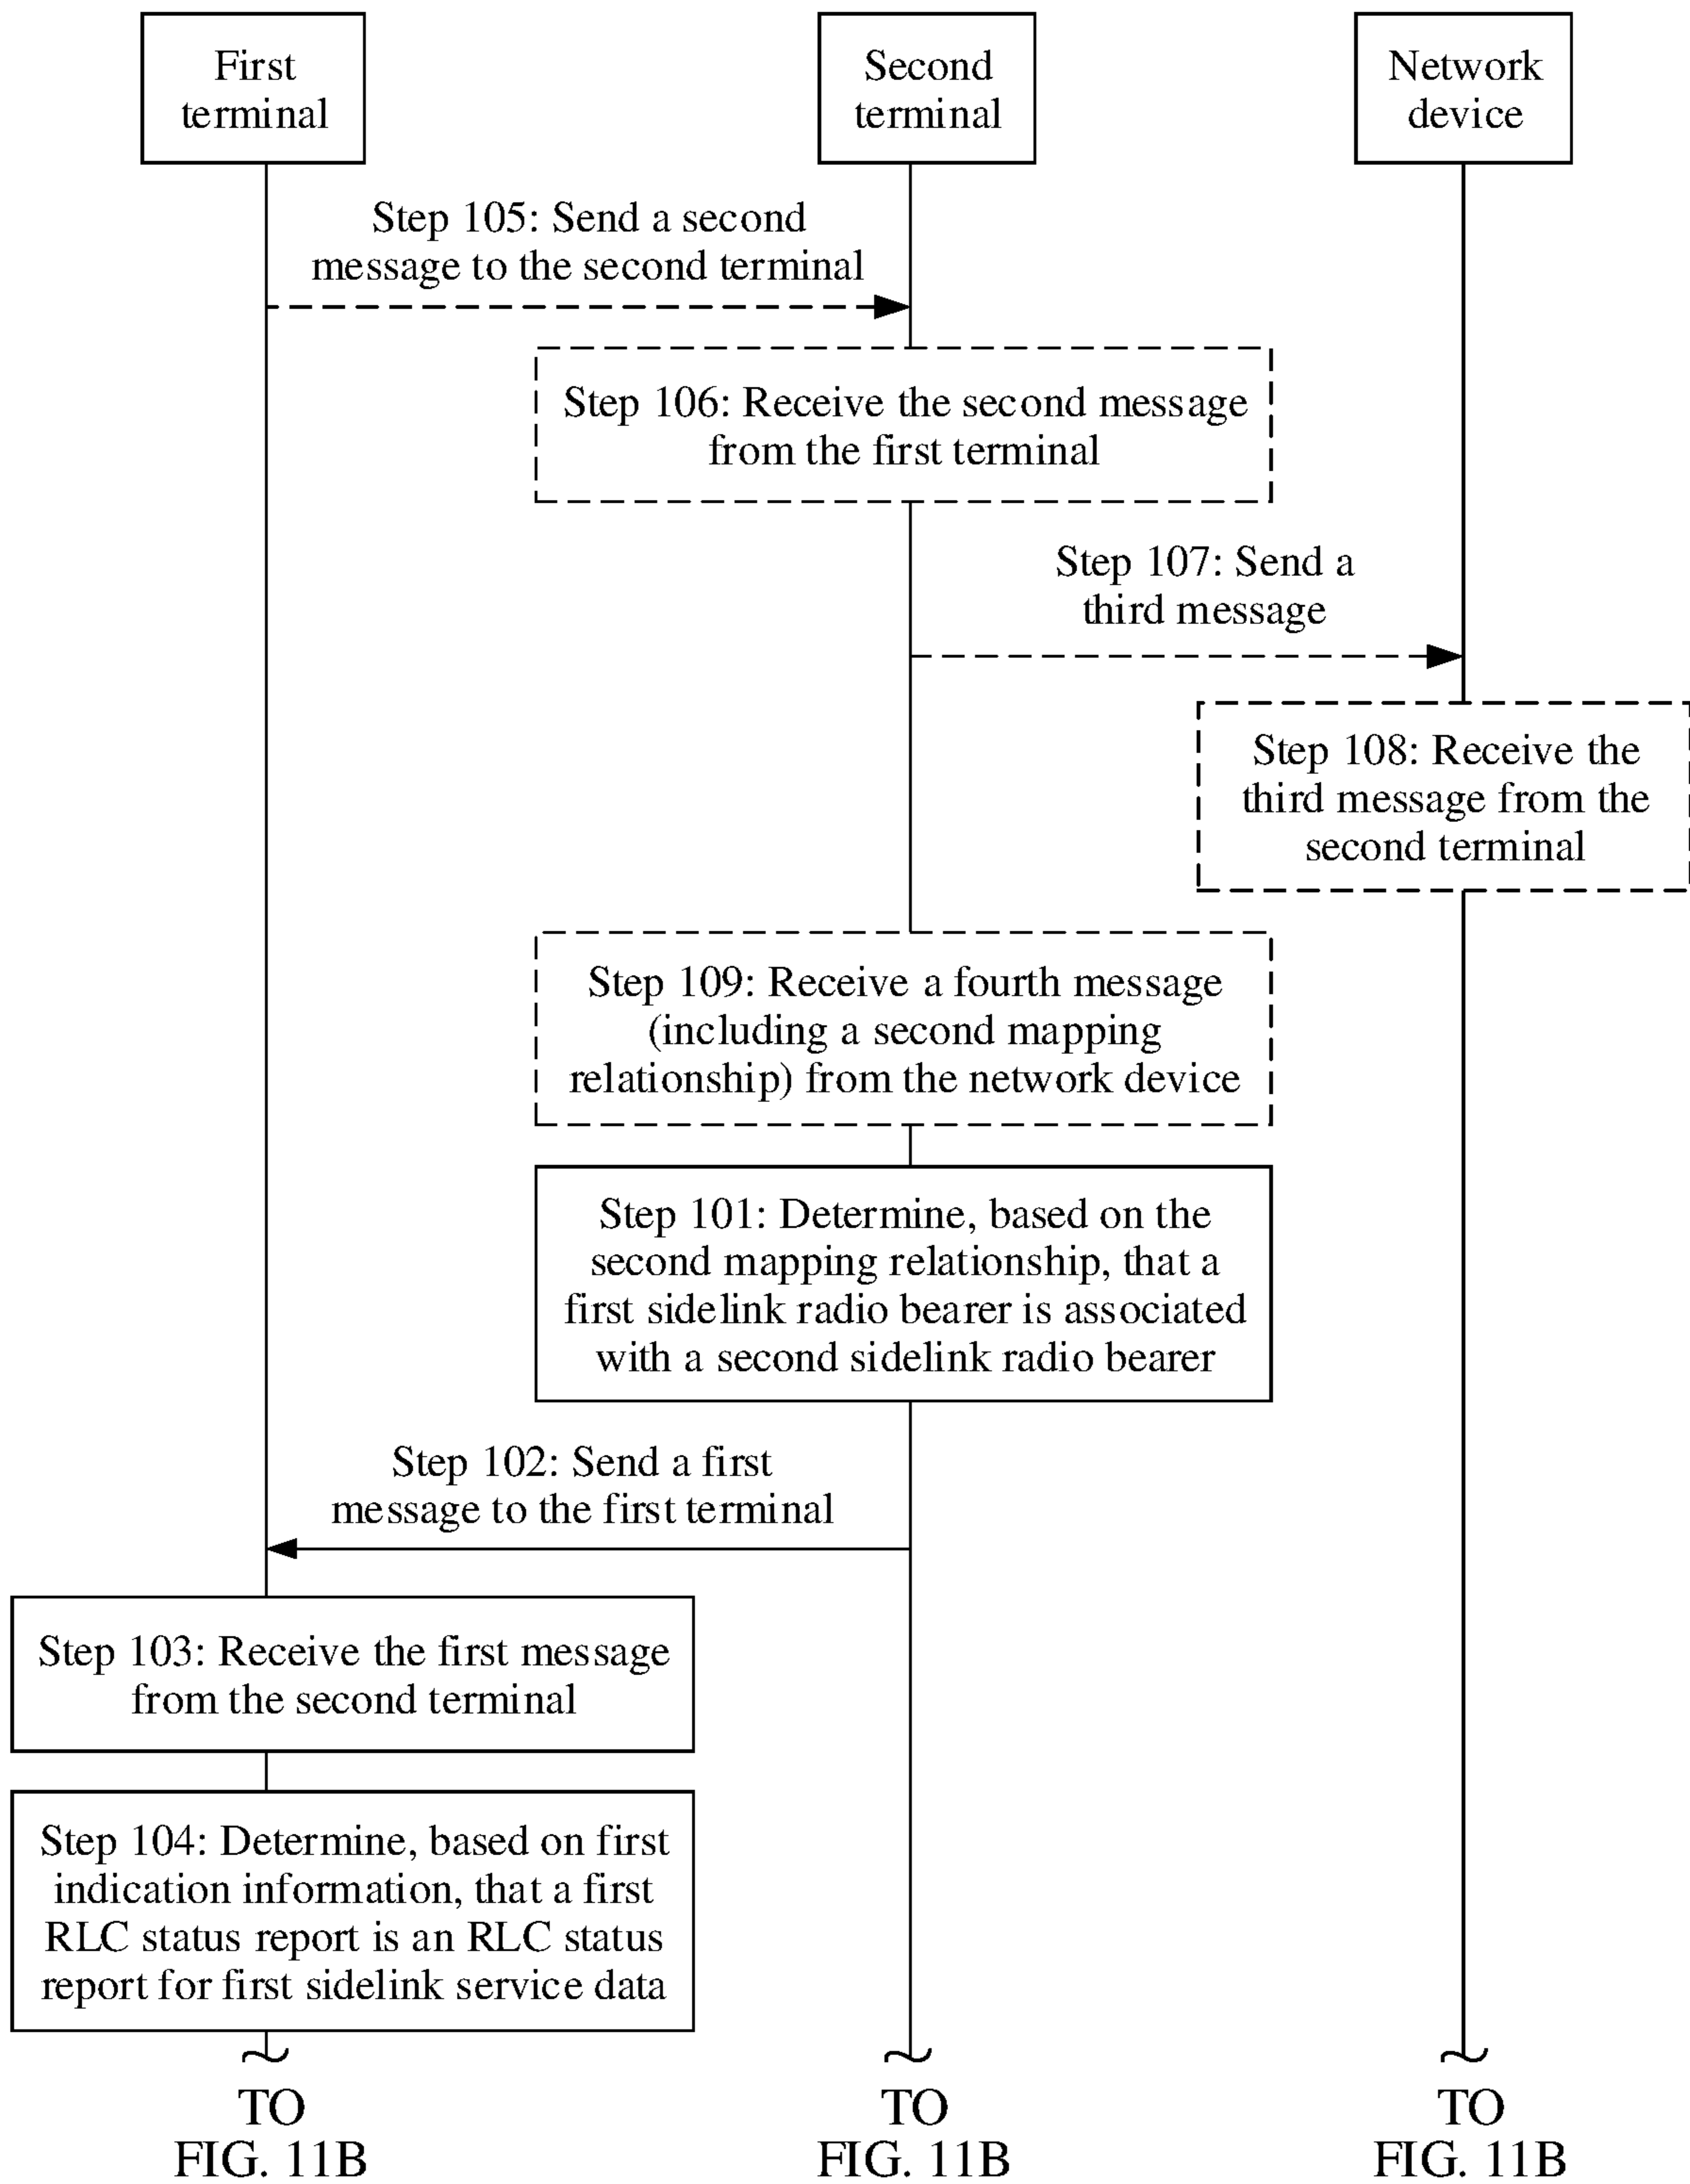 First
terminal
Second
terminal
Network
device
Step 105: Send a second
message to the second terminal
Step 106: Receive the second message
from the first terminal
Step 107: Send a
third message
Step 108: Receive the
third message from the
second terminal
Step 109: Receive a fourth message
(including a second mapping
relationship) from the network device
Step 101: Determine, based on the
second mapping relationship, that a
first sidelink radio bearer is associated
with a second sidelink radio bearer
Step 102: Send a first
message to the first terminal
Step 103: Receive the first message
from the second terminal
Step 104: Determine, based on first
indication information, that a first
RLC status report is an RLC status
report for first sidelink service data
TO
FIG. 11B
TO
FIG. 11B
TO
FIG. 11B